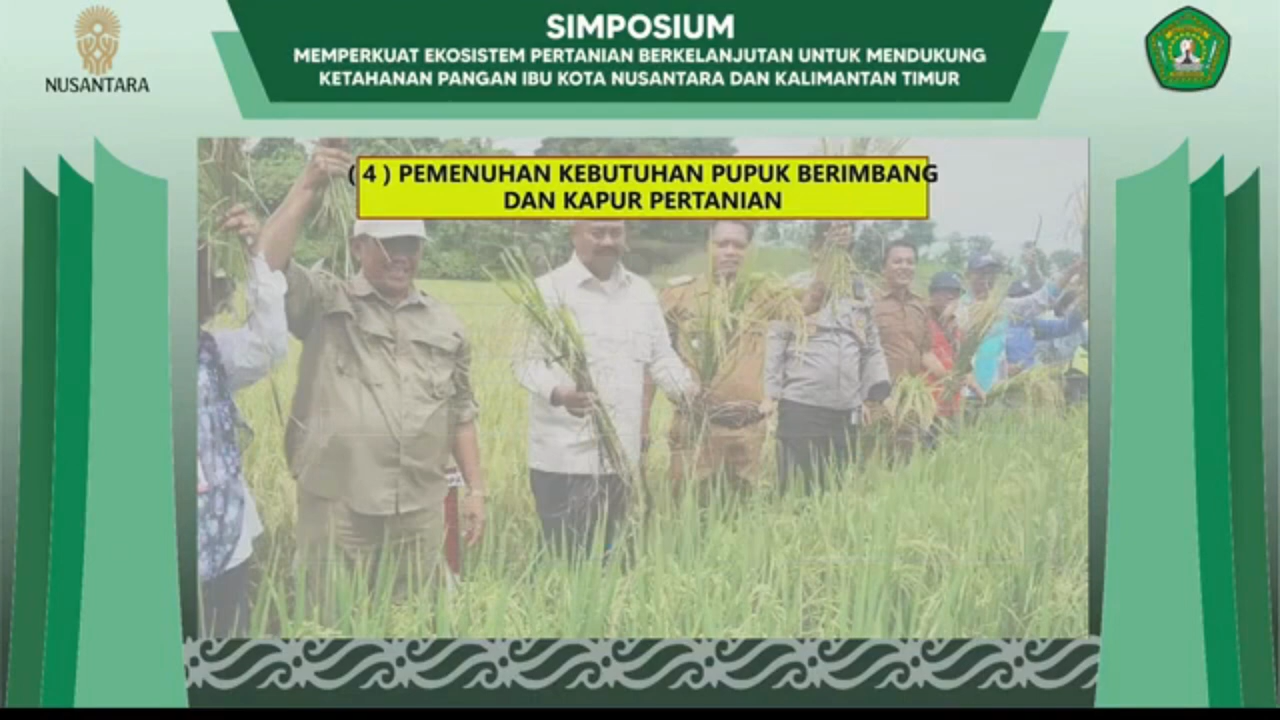 NUSANTARA
SIMPOSIUM
MEMPERKUAT EKOSISTEM PERTANIAN BERKELANJUTAN UNTUK MENDUKUNG
KETAHANAN PANGAN IBU KOTA NUSANTARA DAN KALIMANTAN TIMUR
( 4 ) PEMENUHAN KEBUTUHAN PUPUK BERIMBANG
DAN KAPUR PERTANIAN